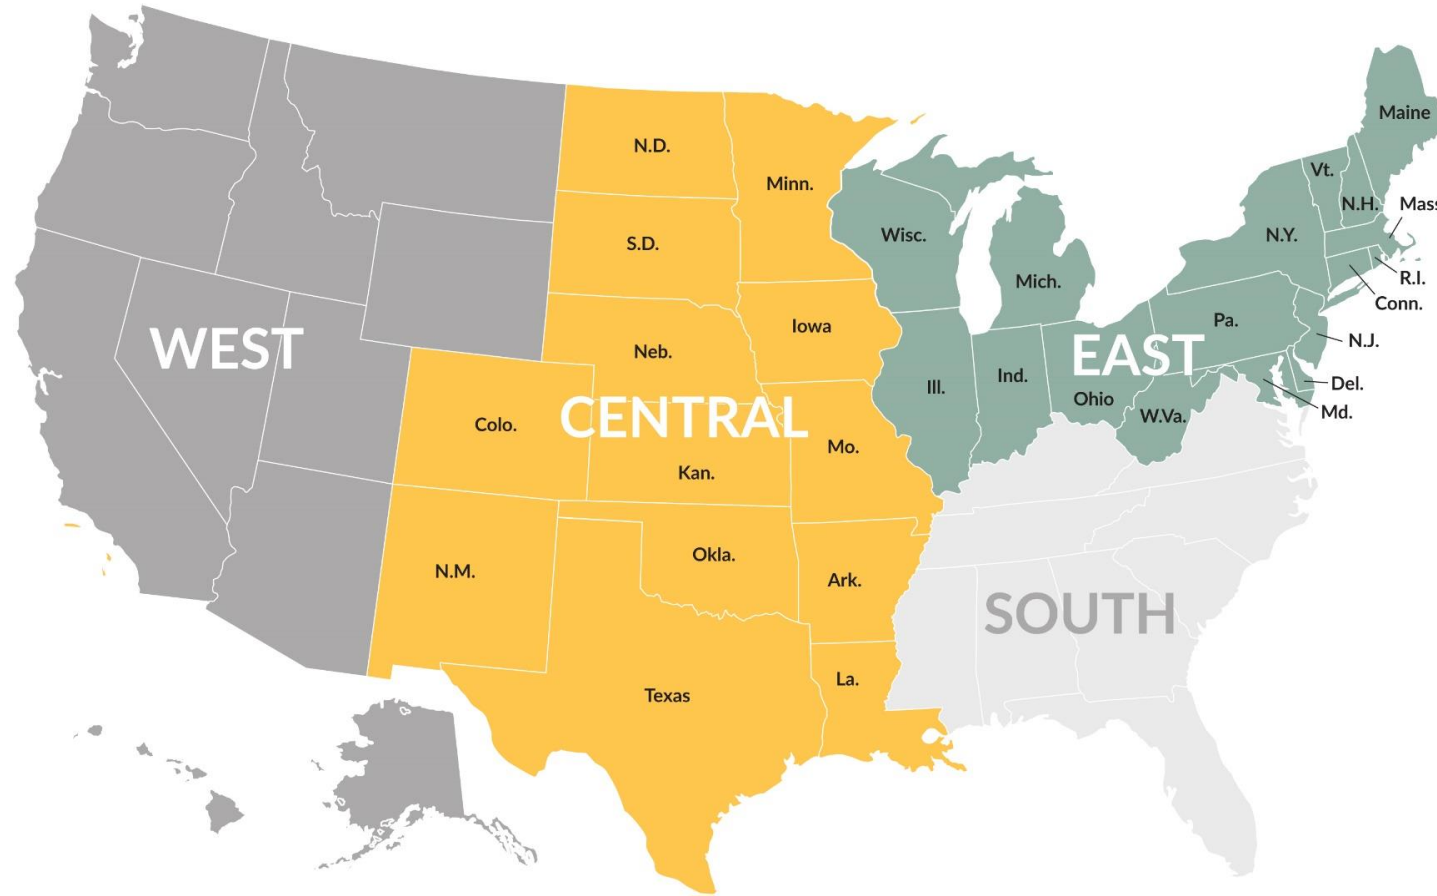 WEST
CENTRAL
EAST
SOUTH
N.D.
Minn.
S.D.
Iowa
Neb.
Colo.
Kan.
Mo.
N.M.
Okla.
Ark.
Texas
La.
Wisc.
Mich.
Ill.
Ind.
Ohio
W.Va.
Pa.
N.Y.
Vt.
N.H.
Maine
Mass
R.I.
Conn.
N.J.
Del.
Md.